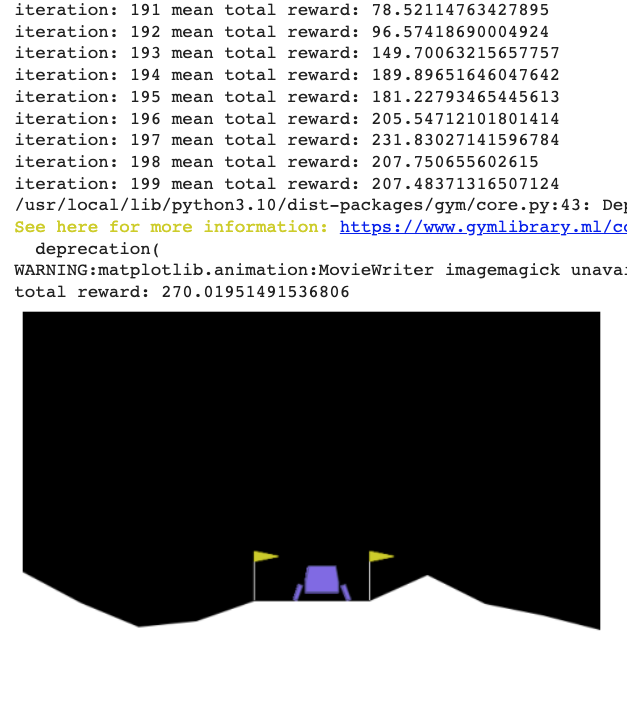 iteration: 191 mean total reward: 78.52114763427895
iteration: 192 mean total reward: 96.57418690004924
iteration: 193 mean total reward: 149.70063215657757
iteration: 194 mean total reward: 189.89651646047642
iteration: 195 mean total reward: 181.22793465445613
iteration: 196 mean total reward: 205.54712101801414
iteration: 197 mean total reward: 231.83027141596784
iteration: 198 mean total reward: 207.750655602615
iteration: 199 mean total reward: 207.48371316507124
/usr/local/lib/python3.10/dist-packages/gym/core.py:43: Dep
See here for more information: https://www.gymlibrary.ml/co
deprecation(
WARNING:matplotlib.animation:MovieWriter imagemagick unavai
total reward: 270.01951491536806